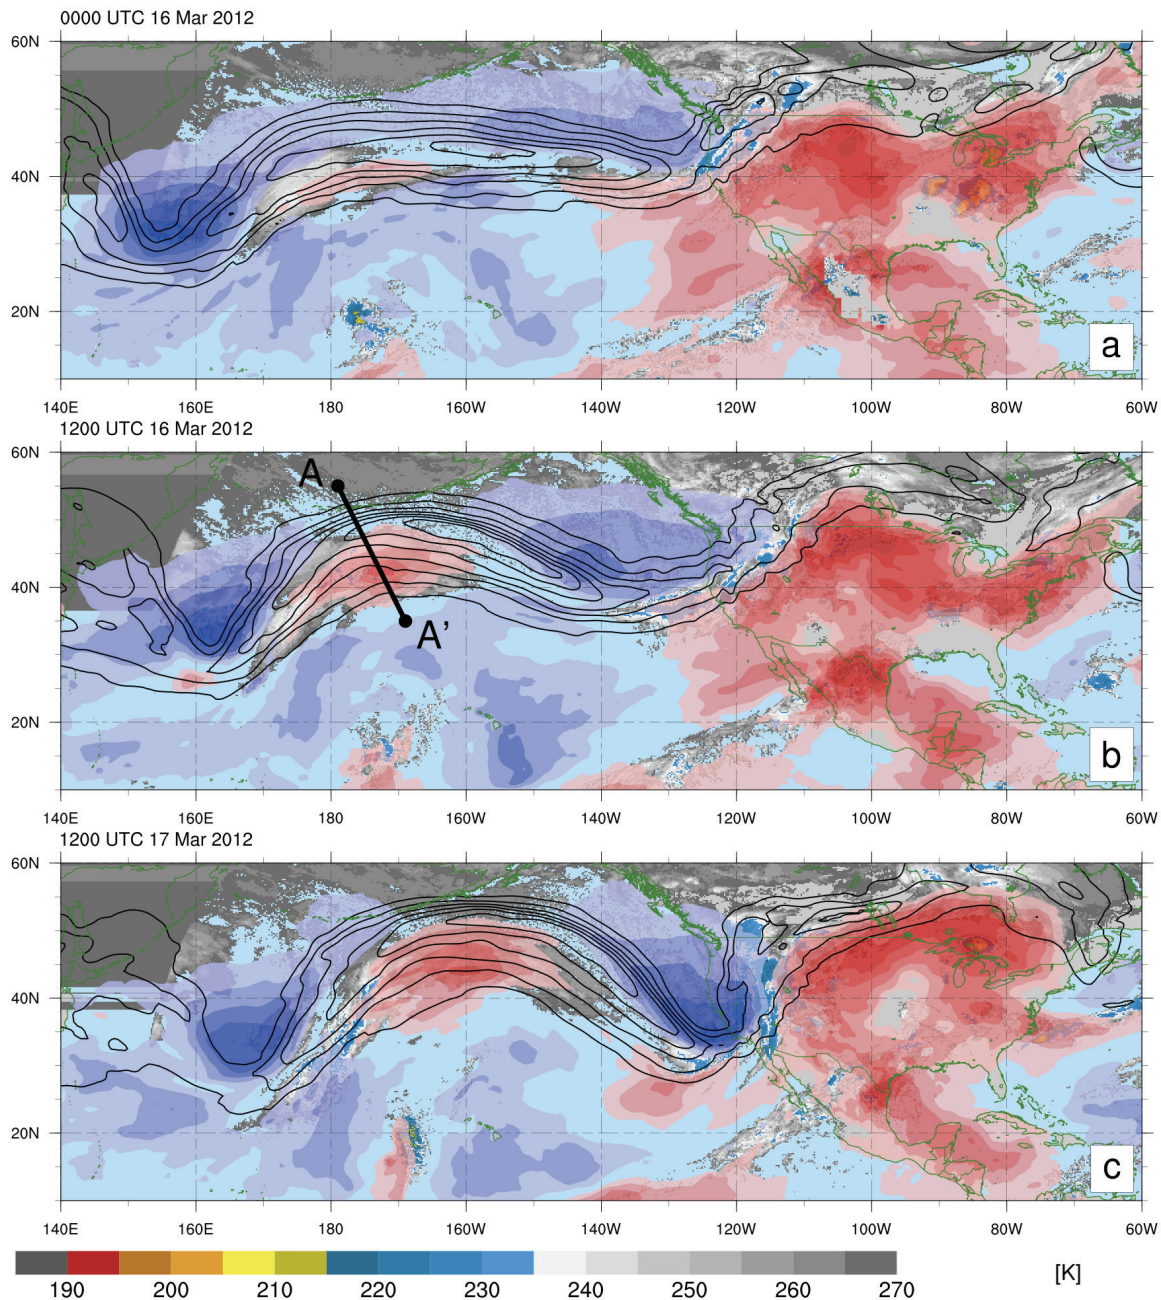 0000 UTC 16 Mar 2012
60N
40N
20N
a
140E 160E 180 160W 140W 120W 100W 80W 60W
1200 UTC 16 Mar 2012
60N
A
40N
A'
20N
b
140E 160E 180 160W 140W 120W 100W 80W 60W
1200 UTC 17 Mar 2012
60N
40N
20N
c
140E 160E 180 160W 140W 120W 100W 80W 60W
190 200 210 220 230 240 250 260 270 [K]